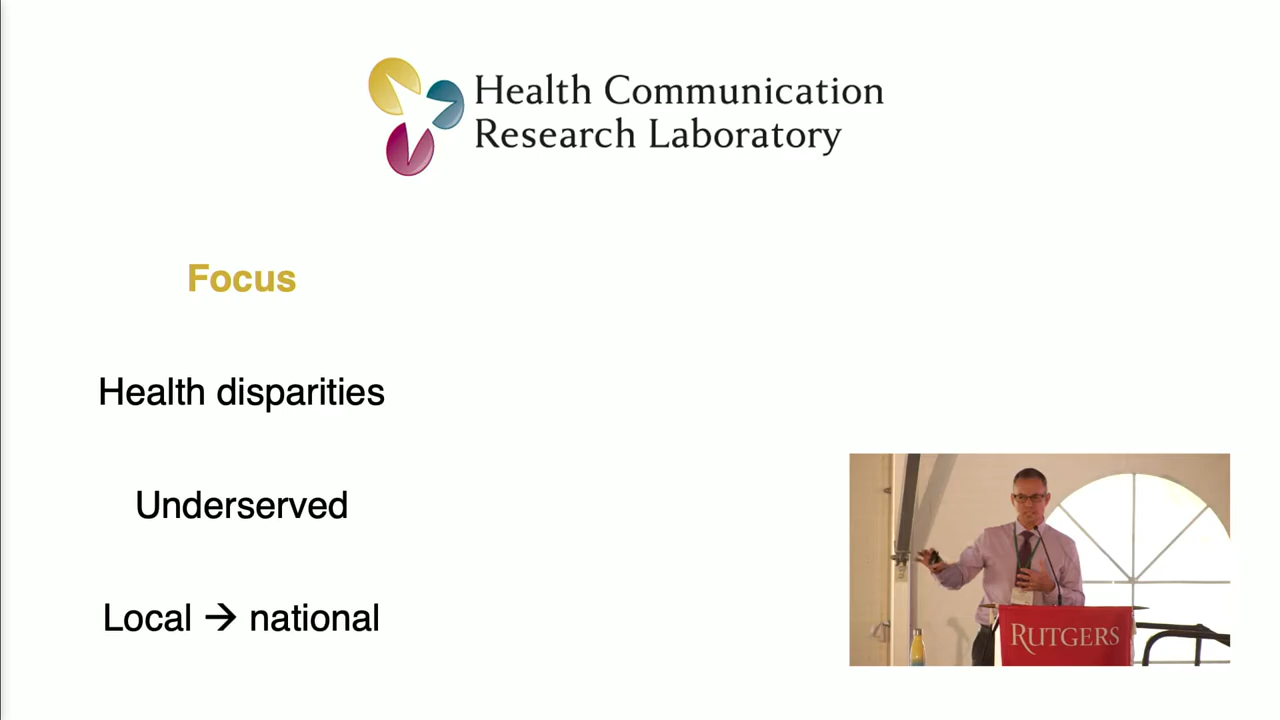 Health Communication
Research Laboratory
Focus
Health disparities
Underserved
Local → national
RUTGERS